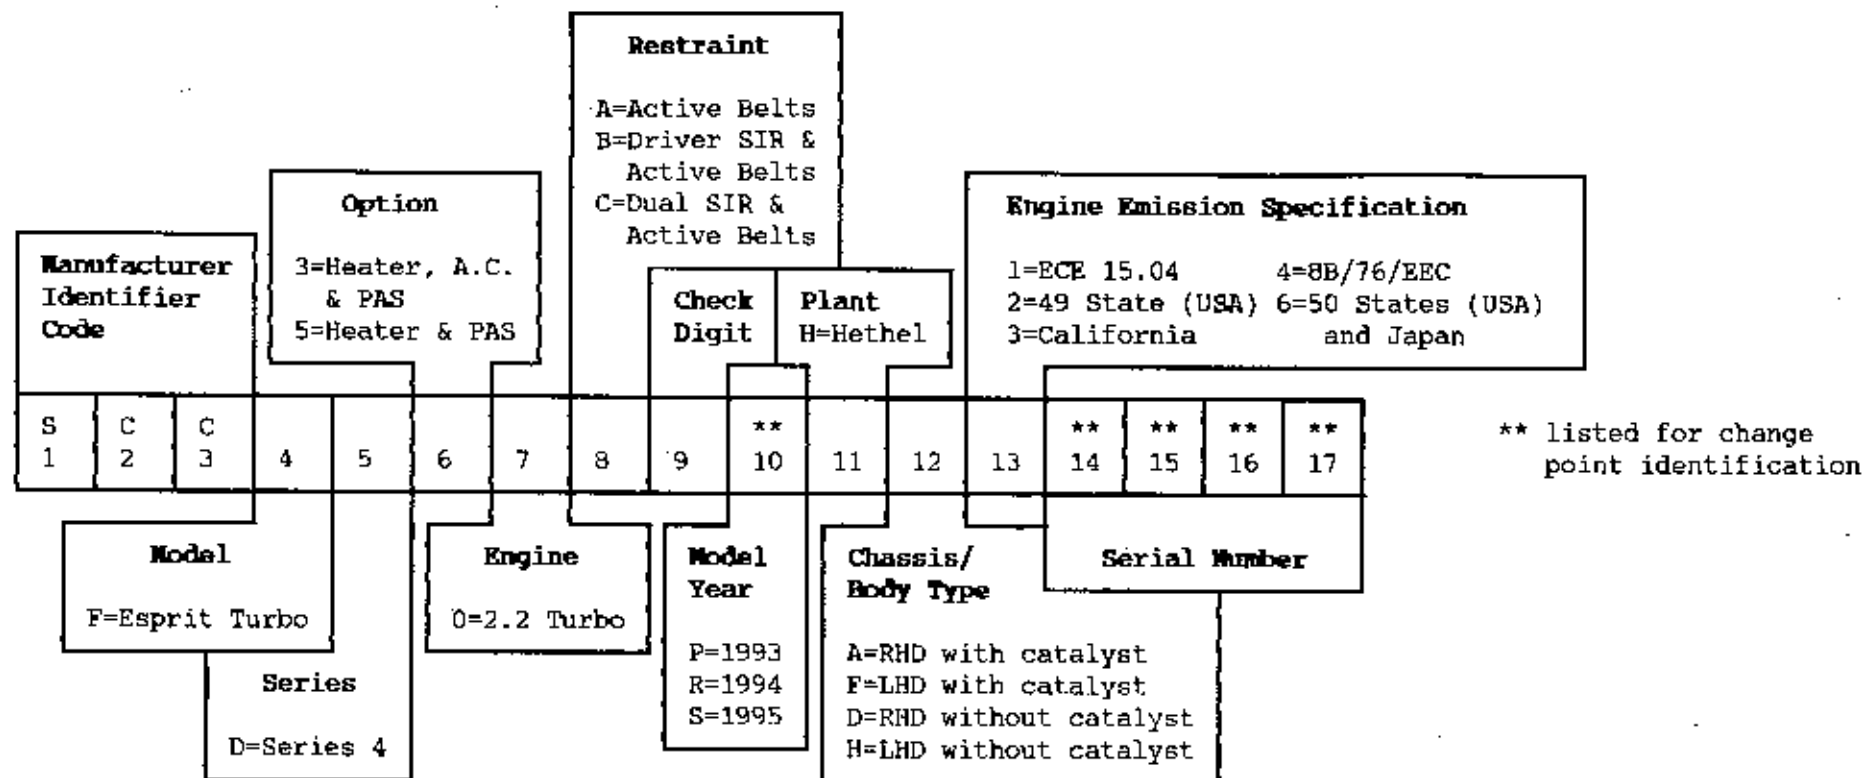 Restraint
A=Active Belts
B=Driver SIR &
Active Belts
C=Dual SIR &
Active Belts
Option
3=Heater, A.C.
& PAS
5=Heater & PAS
Engine Emission Specification
1=ECE 15.04 4=8B/76/EEC
2=49 State (USA) 6=50 States (USA)
3=California and Japan
Manufacturer
Identifier
Code
Check
Digit
Plant
H=Hethel
S C C ** ** ** ** **
1 2 3 4 5 6 7 8 9 10 11 12 13 14 15 16 17
** listed for change
point identification
Model
F=Esprit Turbo
Series
D=Series 4
Engine
0=2.2 Turbo
Model
Year
P=1993
R=1994
S=1995
Chassis/
Body Type
A=RHD with catalyst
F=LHD with catalyst
D=RHD without catalyst
H=LHD without catalyst
Serial Number